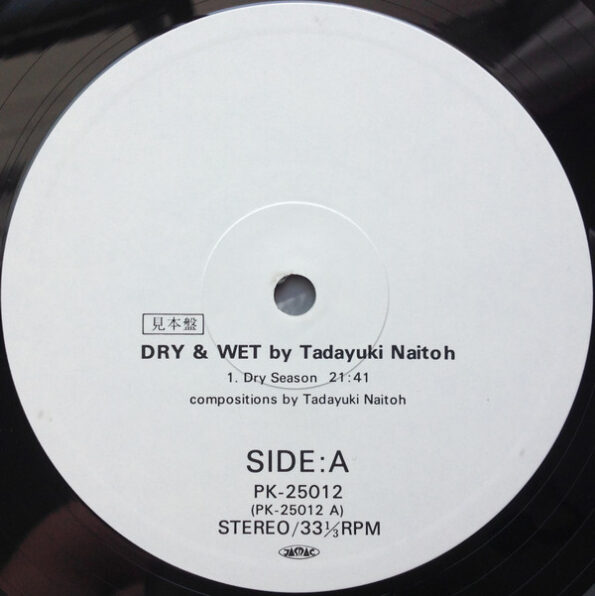 見本盤
DRY & WET by Tadayuki Naitoh
1. Dry Season 21:41
compositions by Tadayuki Naitoh
SIDE:A
PK-25012
(PK-25012 A)
STEREO/33⅓RPM
JASRAC